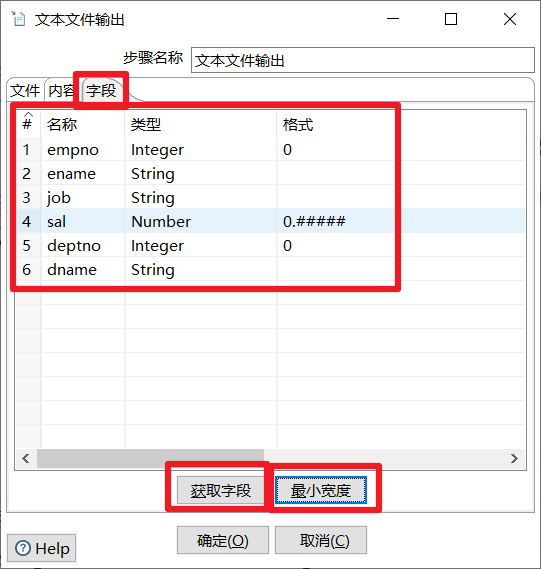 文本文件输出
步骤名称 文本文件输出
文件 内容 字段
# 名称 类型 格式
1 empno Integer 0
2 ename String
3 job String
4 sal Number 0.#####
5 deptno Integer 0
6 dname String
获取字段 最小宽度
确定(O) 取消(C)
Help